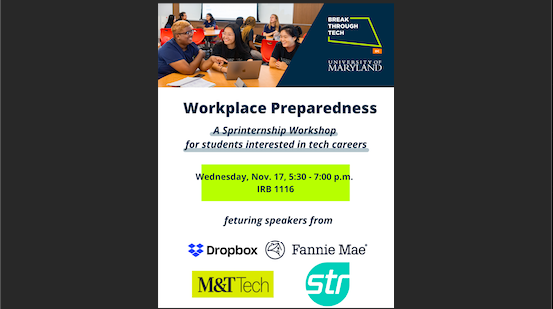 BREAK
THROUGH
TECH
UNIVERSITY OF
MARYLAND
Workplace Preparedness
A Sprinternship Workshop
for students interested in tech careers
Wednesday, Nov. 17, 5:30 - 7:00 p.m.
IRB 1116
feturing speakers from
Dropbox
Fannie Mae
M&T Tech
str